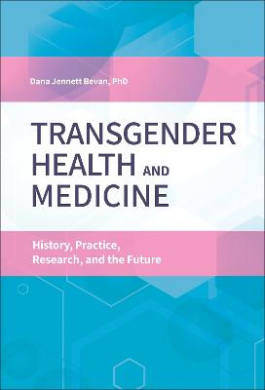 Dana Jennett Bevan, PhD
TRANSGENDER
HEALTH AND
MEDICINE
History, Practice,
Research, and the Future